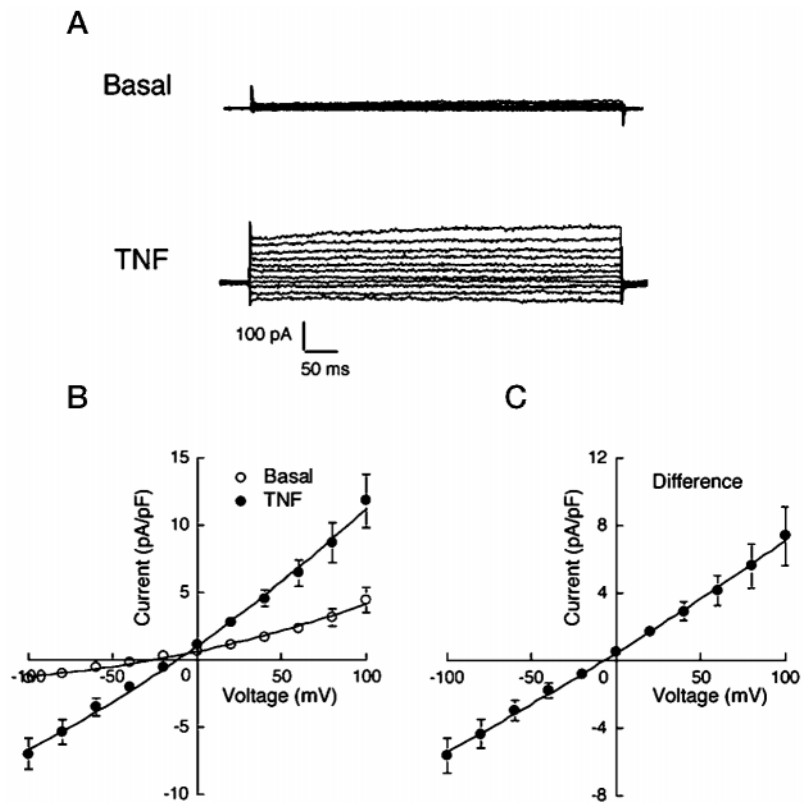 A
Basal
TNF
100 pA
50 ms
B
C
15
10
5
0
-5
-10
Current (pA/pF)
Basal
TNF
-100
-50
50
100
Voltage (mV)
12
8
4
0
-4
-8
Current (pA/pF)
Difference
-100
-50
50
100
Voltage (mV)